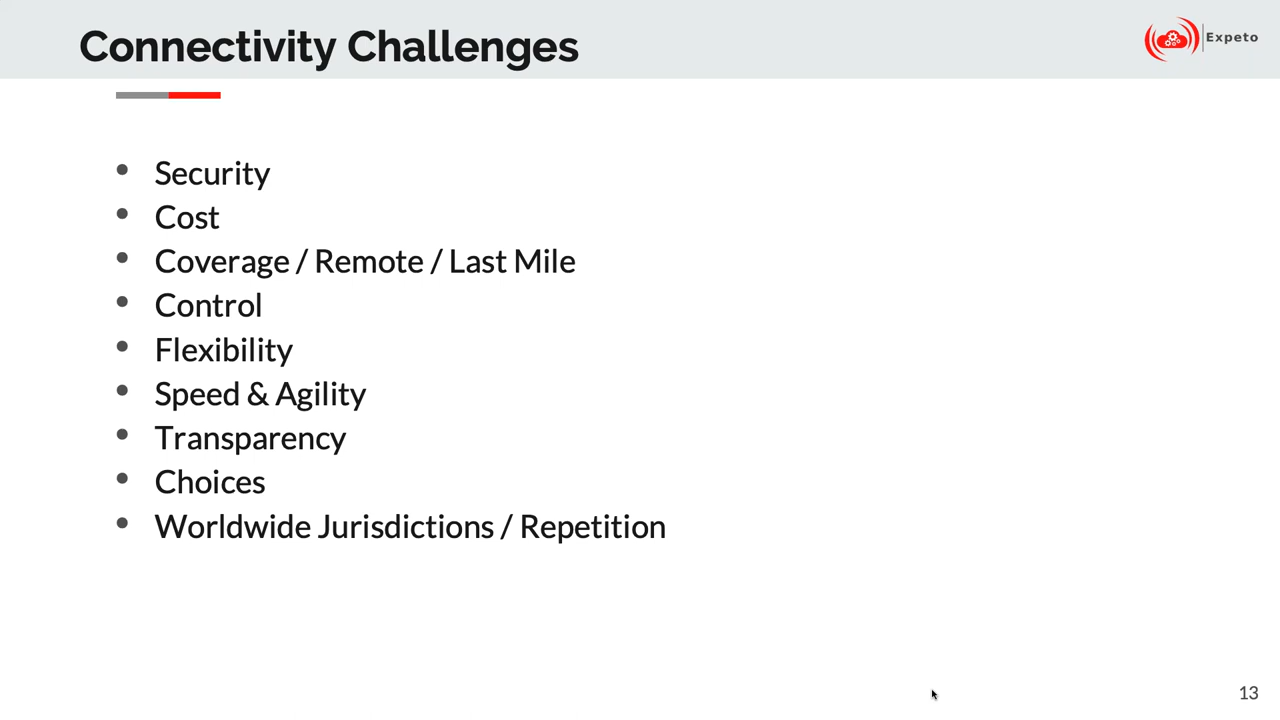 Connectivity Challenges
Expeto
• Security
• Cost
• Coverage / Remote / Last Mile
• Control
• Flexibility
• Speed & Agility
• Transparency
• Choices
• Worldwide Jurisdictions / Repetition
13